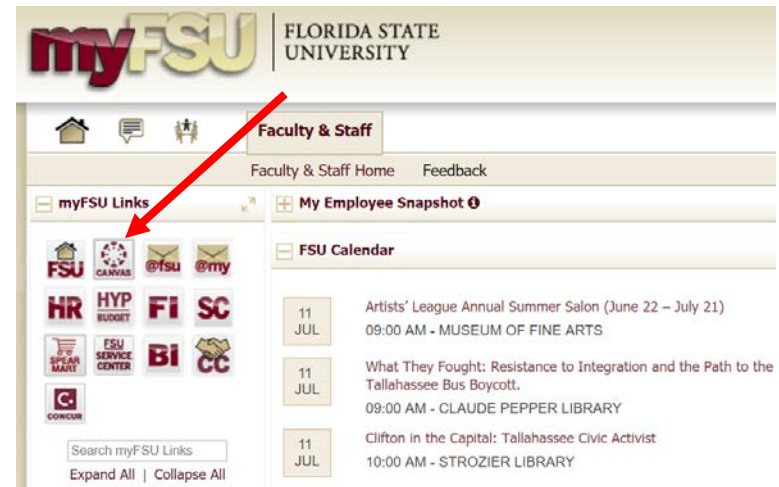 myFSU
FLORIDA STATE
UNIVERSITY
Faculty & Staff
Faculty & Staff Home Feedback
myFSU Links
My Employee Snapshot
FSU Calendar
FSU CANVAS @fsu @my
HR HYP BUDGET FI SC
SPEAR MART FSU SERVICE CENTER BI CC
C. CONCUR
Search myFSU Links
Expand All | Collapse All
11 JUL
Artists' League Annual Summer Salon (June 22 – July 21)
09:00 AM - MUSEUM OF FINE ARTS
11 JUL
What They Fought: Resistance to Integration and the Path to the
Tallahassee Bus Boycott.
09:00 AM - CLAUDE PEPPER LIBRARY
11 JUL
Clifton in the Capital: Tallahassee Civic Activist
10:00 AM - STROZIER LIBRARY